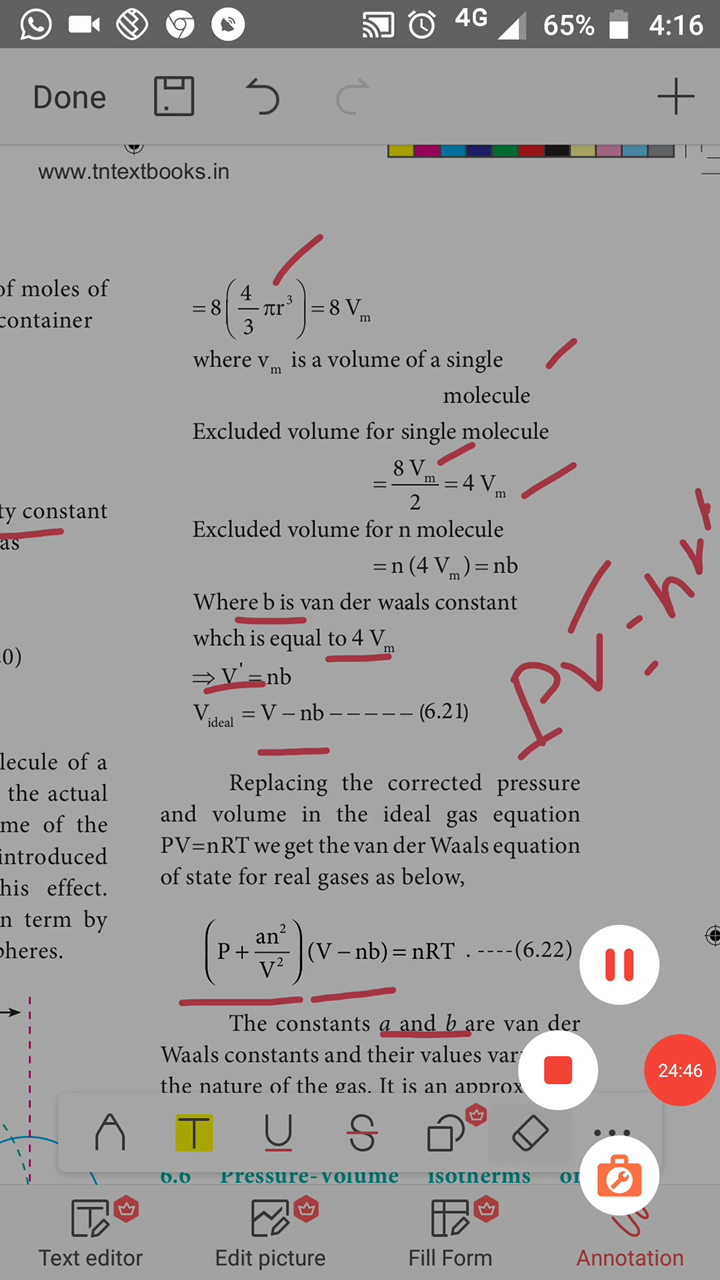 4G 65% 4:16
Done
www.tntextbooks.in
of moles of
container
ty constant
as
.0)
lecule of a
the actual
me of the
introduced
his effect.
n term by
pheres.
= 8(4/3 πr³) = 8 Vₘ
where vₘ is a volume of a single
molecule
Excluded volume for single molecule
= 8 Vₘ/2 = 4 Vₘ
Excluded volume for n molecule
= n (4 Vₘ) = nb
Where b is van der waals constant
whch is equal to 4 Vₘ
⇒ V' = nb
V_ideal = V – nb ----- (6.21)
PV = nrt
Replacing the corrected pressure
and volume in the ideal gas equation
PV=nRT we get the van der Waals equation
of state for real gases as below,
(P + an²/V²)(V – nb) = nRT . ----(6.22)
The constants a and b are van der
Waals constants and their values var
the nature of the gas. It is an approx
24:46
6.6 Pressure-Volume isotherms of
Text editor
Edit picture
Fill Form
Annotation